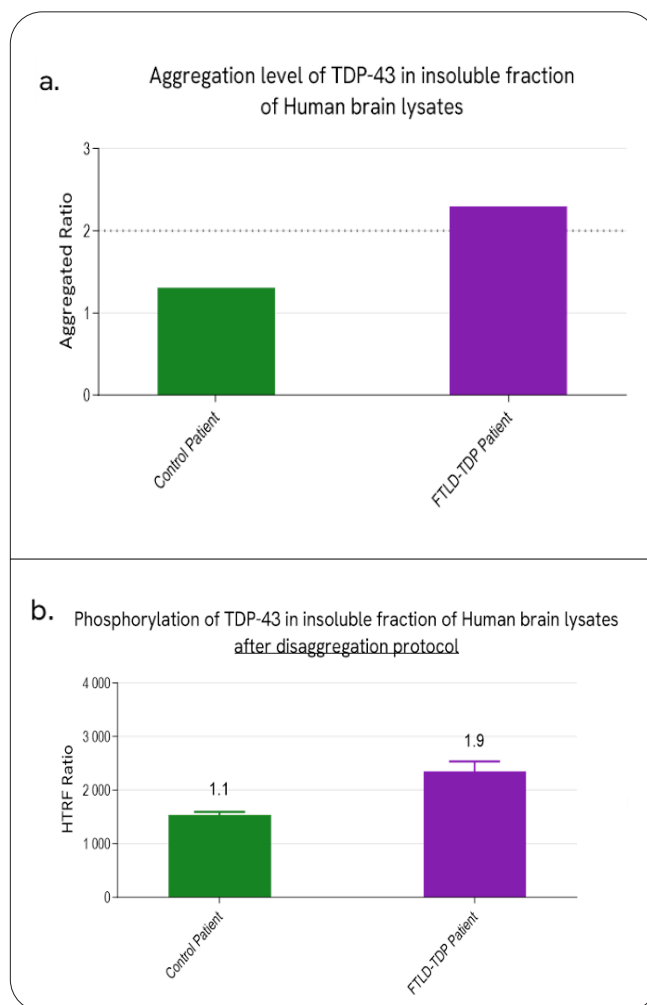 a.
Aggregation level of TDP-43 in insoluble fraction
of Human brain lysates
Aggregated Ratio
3
2
1
0
Control Patient
FTLD-TDP Patient
b.
Phosphorylation of TDP-43 in insoluble fraction of Human brain lysates
after disaggregation protocol
HTRF Ratio
4 000
3 000
2 000
1 000
0
1.1
1.9
Control Patient
FTLD-TDP Patient